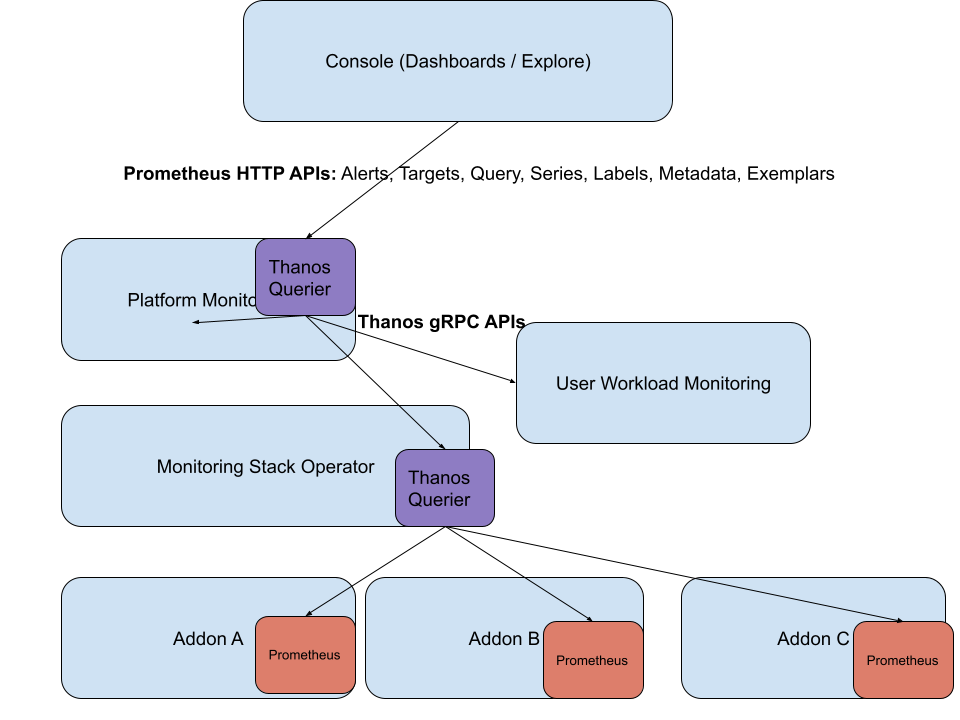 Console (Dashboards / Explore)
Prometheus HTTP APIs: Alerts, Targets, Query, Series, Labels, Metadata, Exemplars
Thanos
Querier
Platform Monito
Thanos gRPC APIs
User Workload Monitoring
Monitoring Stack Operator
Thanos
Querier
Addon A
Prometheus
Addon B
Prometheus
Addon C
Prometheus